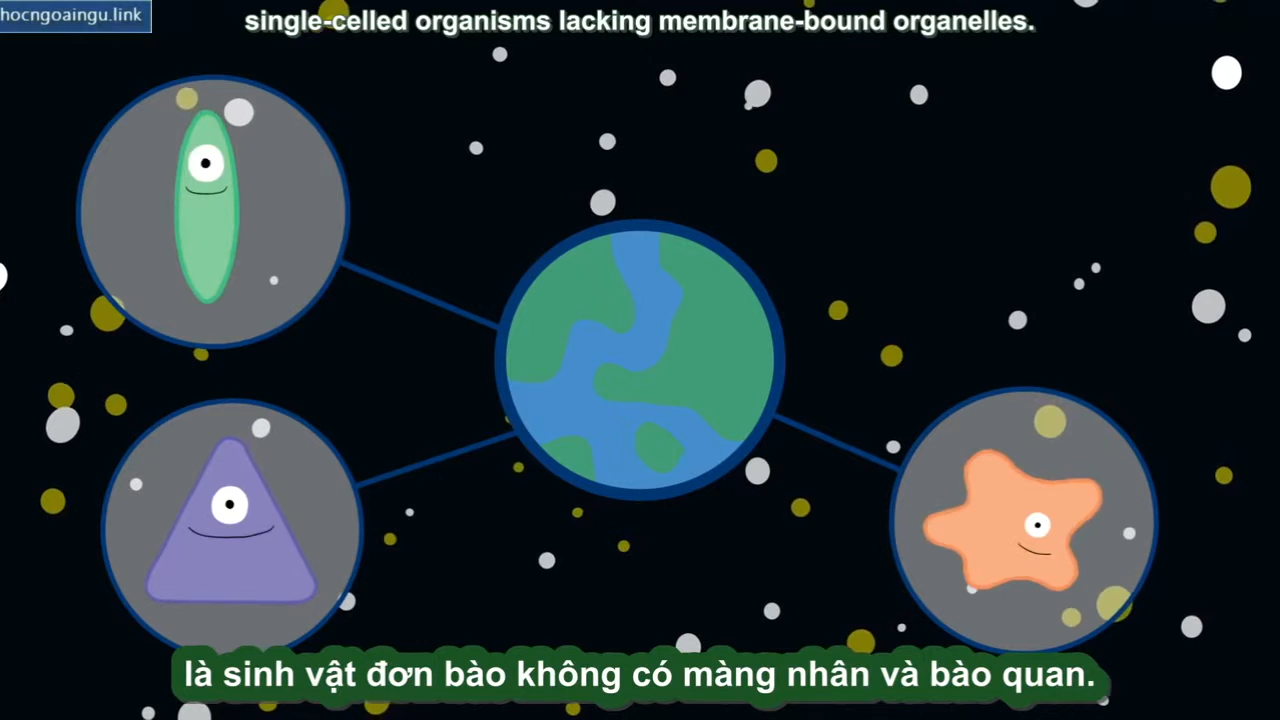 hocngoaingu.link
single-celled organisms lacking membrane-bound organelles.
là sinh vật đơn bào không có màng nhân và bào quan.